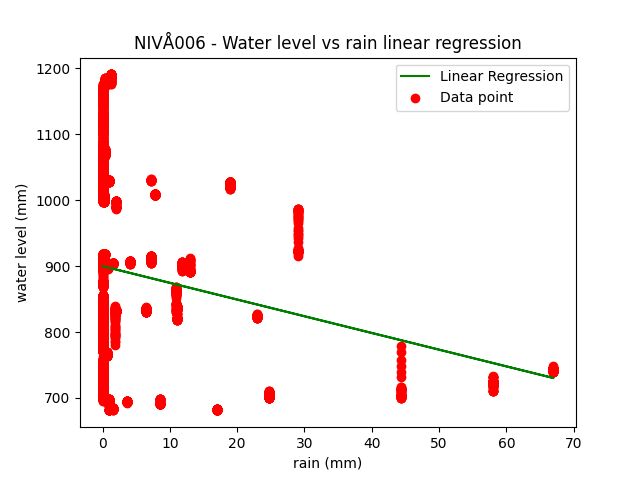 NIVÅ006 - Water level vs rain linear regression
Linear Regression
Data point
water level (mm)
1200
1100
1000
900
800
700
0 10 20 30 40 50 60 70
rain (mm)